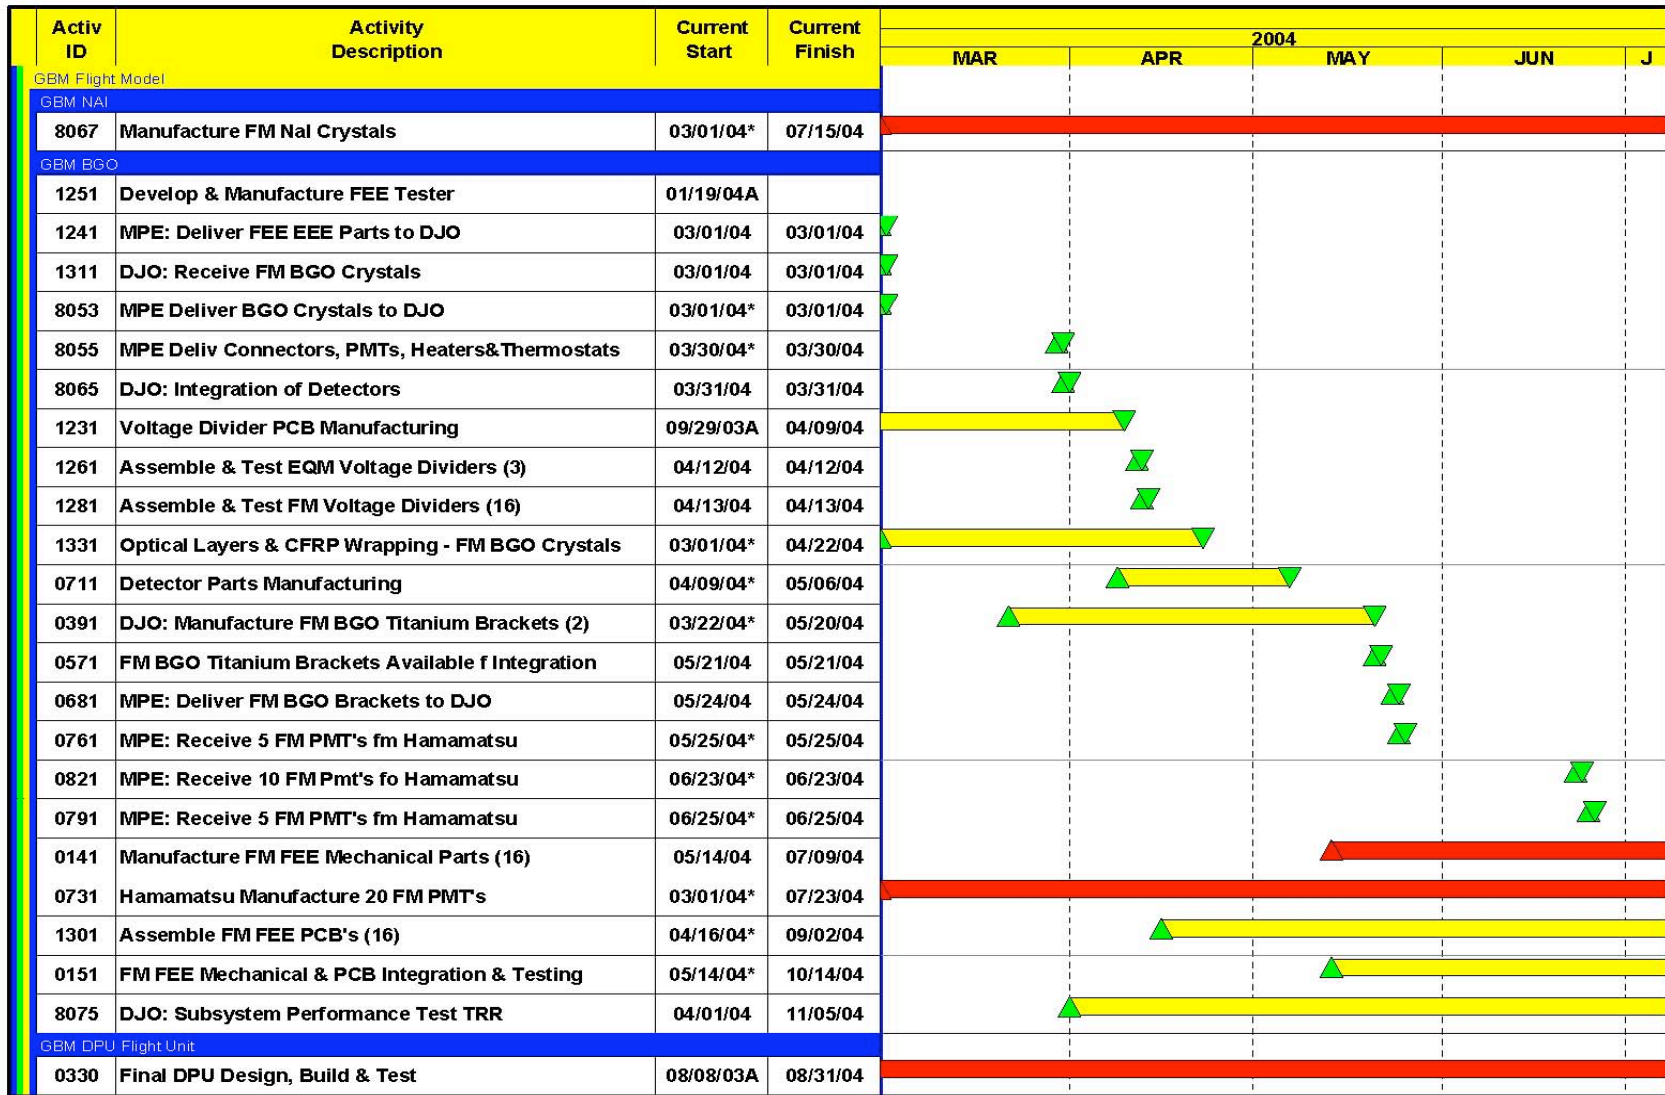 Activ ID Activity Description Current Start Current Finish
2004
MAR APR MAY JUN J
GBM Flight Model
GBM NAI
8067 Manufacture FM NaI Crystals 03/01/04* 07/15/04
GBM BGO
1251 Develop & Manufacture FEE Tester 01/19/04A
1241 MPE: Deliver FEE EEE Parts to DJO 03/01/04 03/01/04
1311 DJO: Receive FM BGO Crystals 03/01/04 03/01/04
8053 MPE Deliver BGO Crystals to DJO 03/01/04* 03/01/04
8055 MPE Deliv Connectors, PMTs, Heaters&Thermostats 03/30/04* 03/30/04
8065 DJO: Integration of Detectors 03/31/04 03/31/04
1231 Voltage Divider PCB Manufacturing 09/29/03A 04/09/04
1261 Assemble & Test EQM Voltage Dividers (3) 04/12/04 04/12/04
1281 Assemble & Test FM Voltage Dividers (16) 04/13/04 04/13/04
1331 Optical Layers & CFRP Wrapping - FM BGO Crystals 03/01/04* 04/22/04
0711 Detector Parts Manufacturing 04/09/04* 05/06/04
0391 DJO: Manufacture FM BGO Titanium Brackets (2) 03/22/04* 05/20/04
0571 FM BGO Titanium Brackets Available f Integration 05/21/04 05/21/04
0681 MPE: Deliver FM BGO Brackets to DJO 05/24/04 05/24/04
0761 MPE: Receive 5 FM PMT's fm Hamamatsu 05/25/04* 05/25/04
0821 MPE: Receive 10 FM Pmt's fo Hamamatsu 06/23/04* 06/23/04
0791 MPE: Receive 5 FM PMT's fm Hamamatsu 06/25/04* 06/25/04
0141 Manufacture FM FEE Mechanical Parts (16) 05/14/04 07/09/04
0731 Hamamatsu Manufacture 20 FM PMT's 03/01/04* 07/23/04
1301 Assemble FM FEE PCB's (16) 04/16/04* 09/02/04
0151 FM FEE Mechanical & PCB Integration & Testing 05/14/04* 10/14/04
8075 DJO: Subsystem Performance Test TRR 04/01/04 11/05/04
GBM DPU Flight Unit
0330 Final DPU Design, Build & Test 08/08/03A 08/31/04